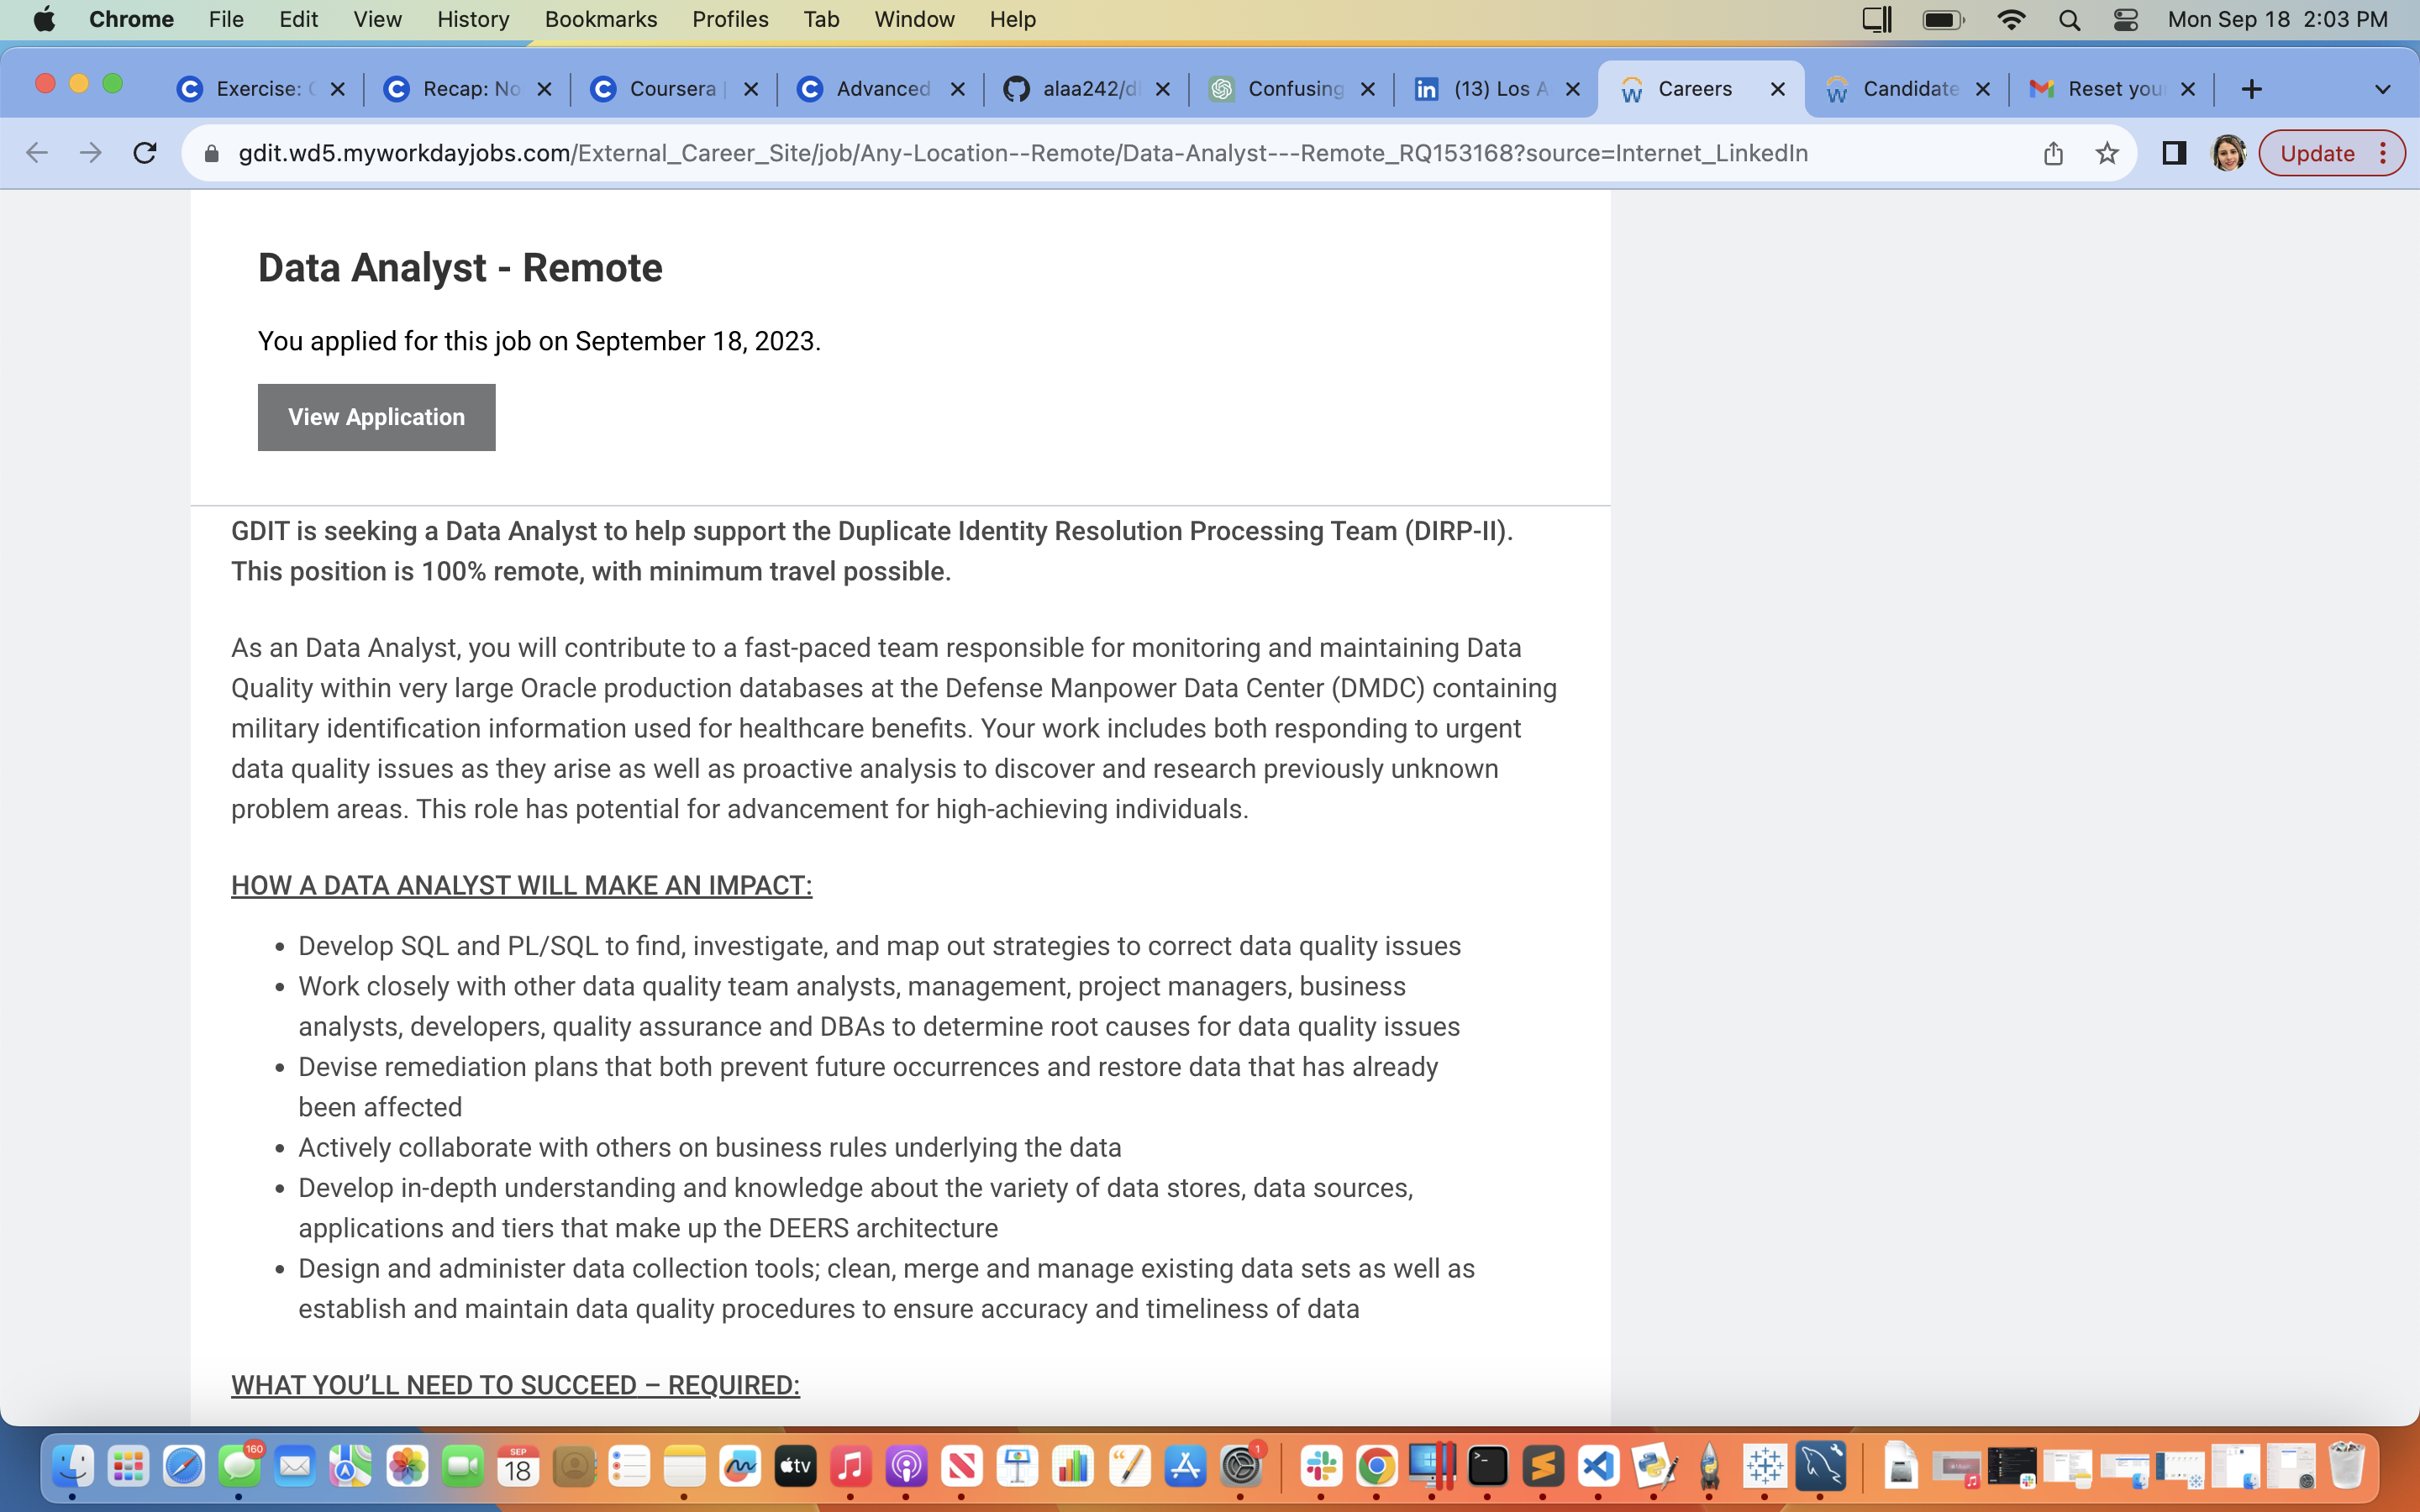 Chrome File Edit View History Bookmarks Profiles Tab Window Help Mon Sep 18 2:03 PM
Exercise: Recap: No Coursera Advanced alaa242/d Confusing (13) Los A Careers Candidate Reset you
gdit.wd5.myworkdayjobs.com/External_Career_Site/job/Any-Location--Remote/Data-Analyst---Remote_RQ153168?source=Internet_LinkedIn Update
Data Analyst - Remote
You applied for this job on September 18, 2023.
View Application
GDIT is seeking a Data Analyst to help support the Duplicate Identity Resolution Processing Team (DIRP-II).
This position is 100% remote, with minimum travel possible.
As an Data Analyst, you will contribute to a fast-paced team responsible for monitoring and maintaining Data
Quality within very large Oracle production databases at the Defense Manpower Data Center (DMDC) containing
military identification information used for healthcare benefits. Your work includes both responding to urgent
data quality issues as they arise as well as proactive analysis to discover and research previously unknown
problem areas. This role has potential for advancement for high-achieving individuals.
HOW A DATA ANALYST WILL MAKE AN IMPACT:
• Develop SQL and PL/SQL to find, investigate, and map out strategies to correct data quality issues
• Work closely with other data quality team analysts, management, project managers, business
analysts, developers, quality assurance and DBAs to determine root causes for data quality issues
• Devise remediation plans that both prevent future occurrences and restore data that has already
been affected
• Actively collaborate with others on business rules underlying the data
• Develop in-depth understanding and knowledge about the variety of data stores, data sources,
applications and tiers that make up the DEERS architecture
• Design and administer data collection tools; clean, merge and manage existing data sets as well as
establish and maintain data quality procedures to ensure accuracy and timeliness of data
WHAT YOU'LL NEED TO SUCCEED – REQUIRED:
160 SEP 18 tv 1